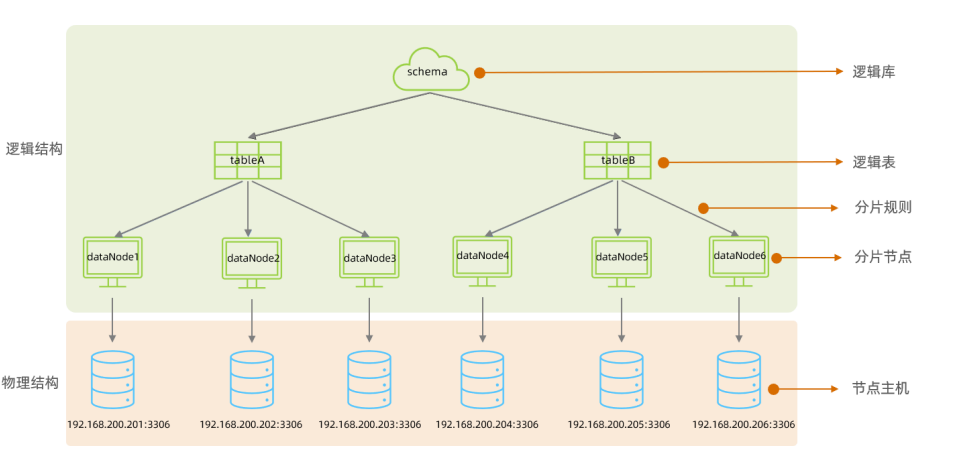 schema
逻辑库
逻辑结构
tableA
tableB
逻辑表
分片规则
dataNode1
dataNode2
dataNode3
dataNode4
dataNode5
dataNode6
分片节点
物理结构
节点主机
192.168.200.201:3306
192.168.200.202:3306
192.168.200.203:3306
192.168.200.204:3306
192.168.200.205:3306
192.168.200.206:3306